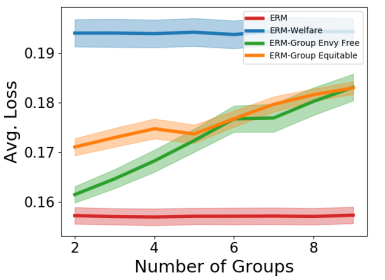 ERM
ERM-Welfare
ERM-Group Envy Free
ERM-Group Equitable
0.19
0.18
0.17
0.16
Avg. Loss
2 4 6 8
Number of Groups